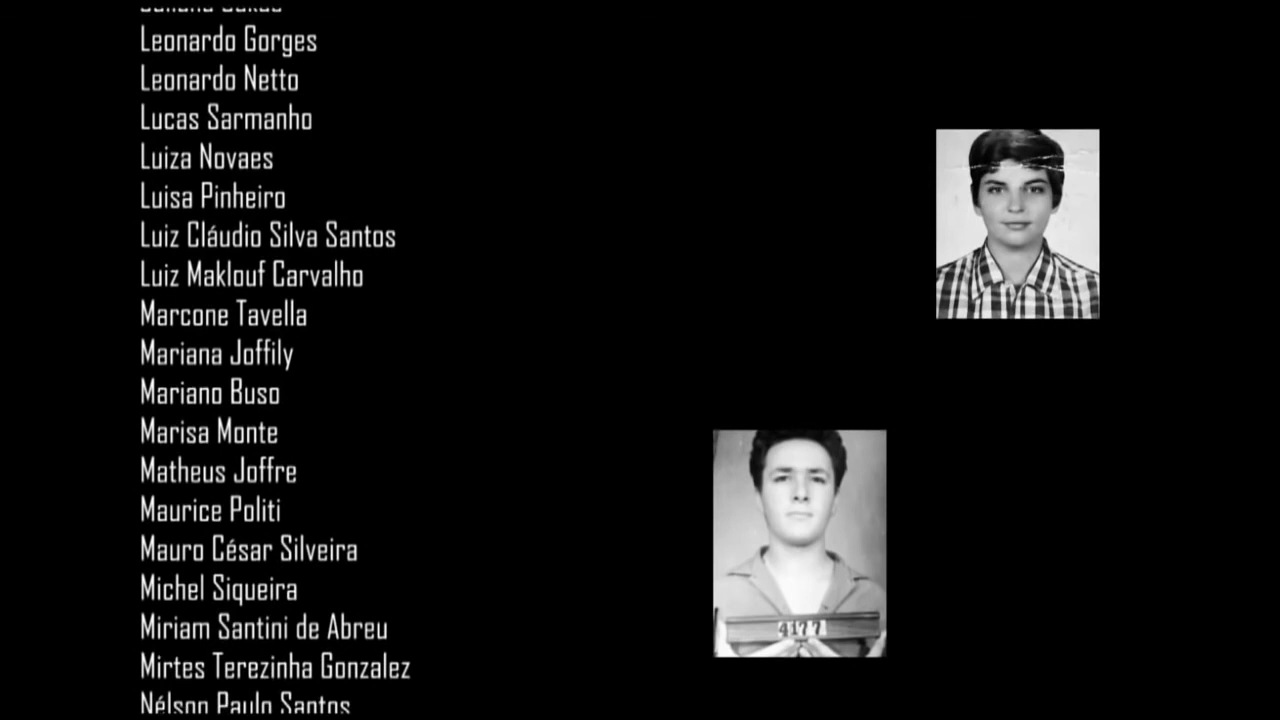 Leonardo Gorges
Leonardo Netto
Lucas Sarmanho
Luiza Novaes
Luisa Pinheiro
Luiz Cláudio Silva Santos
Luiz Maklouf Carvalho
Marcone Tavella
Mariana Joffily
Mariano Buso
Marisa Monte
Matheus Joffre
Maurice Politi
Mauro César Silveira
Michel Siqueira
Miriam Santini de Abreu
Mirtes Terezinha Gonzalez
Nélson Paulo Santos
4177